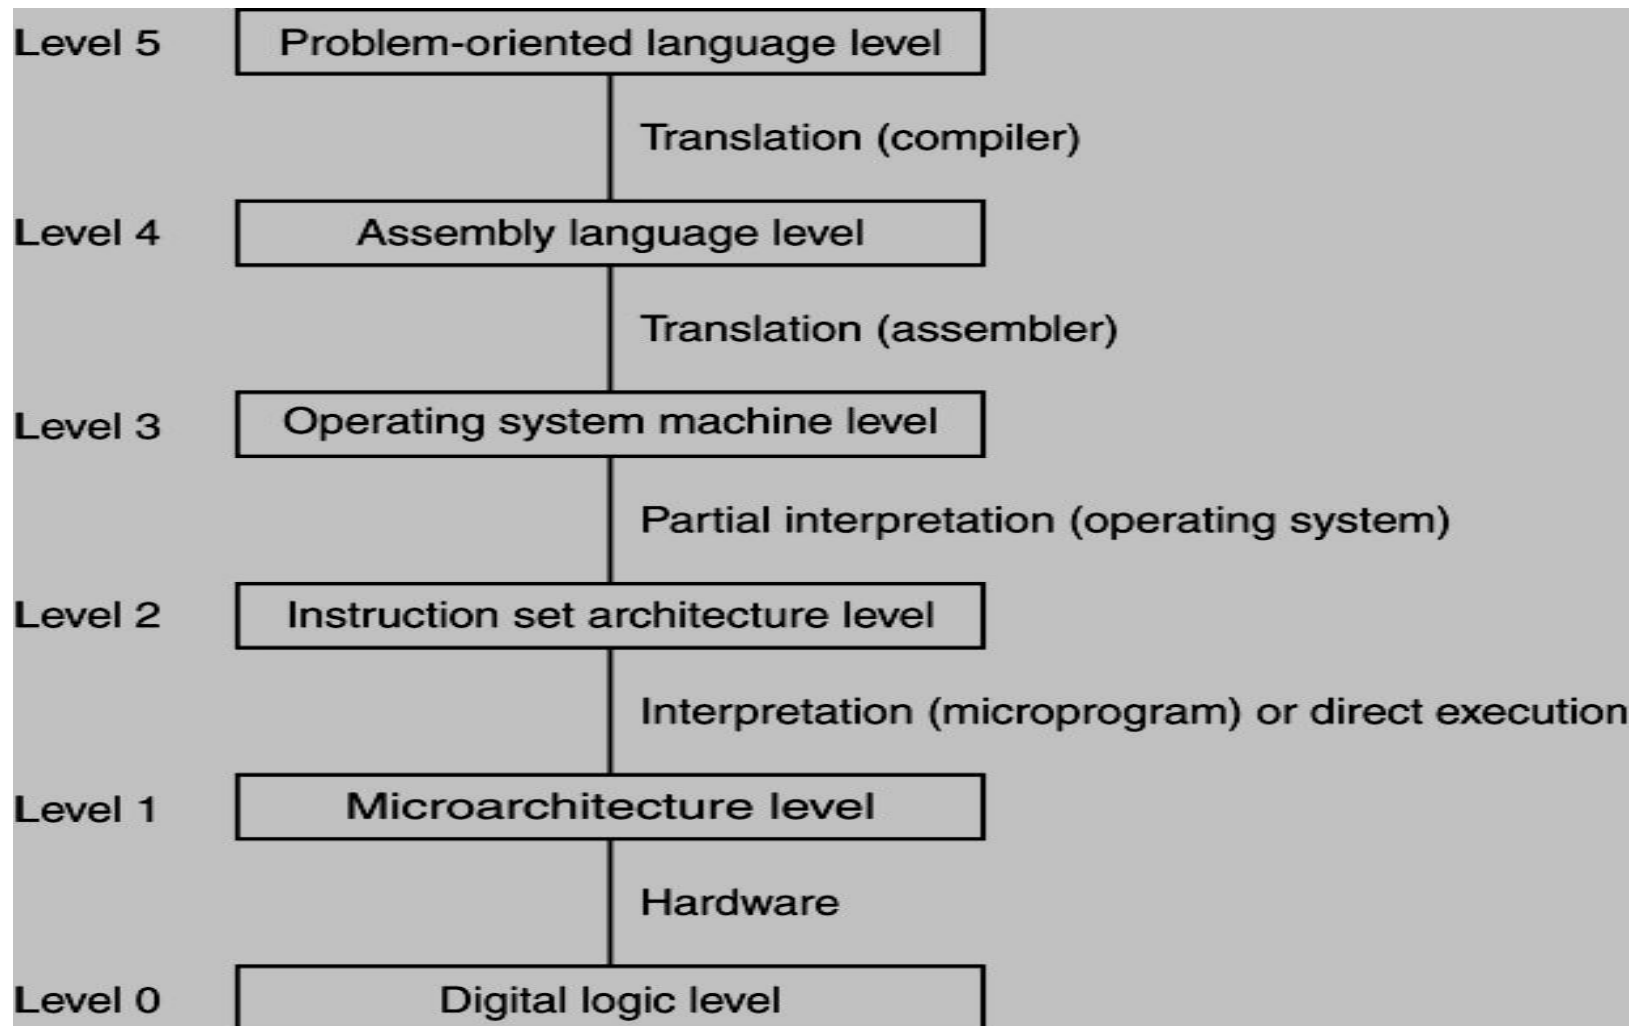 Level 5 Problem-oriented language level
Translation (compiler)
Level 4 Assembly language level
Translation (assembler)
Level 3 Operating system machine level
Partial interpretation (operating system)
Level 2 Instruction set architecture level
Interpretation (microprogram) or direct execution
Level 1 Microarchitecture level
Hardware
Level 0 Digital logic level